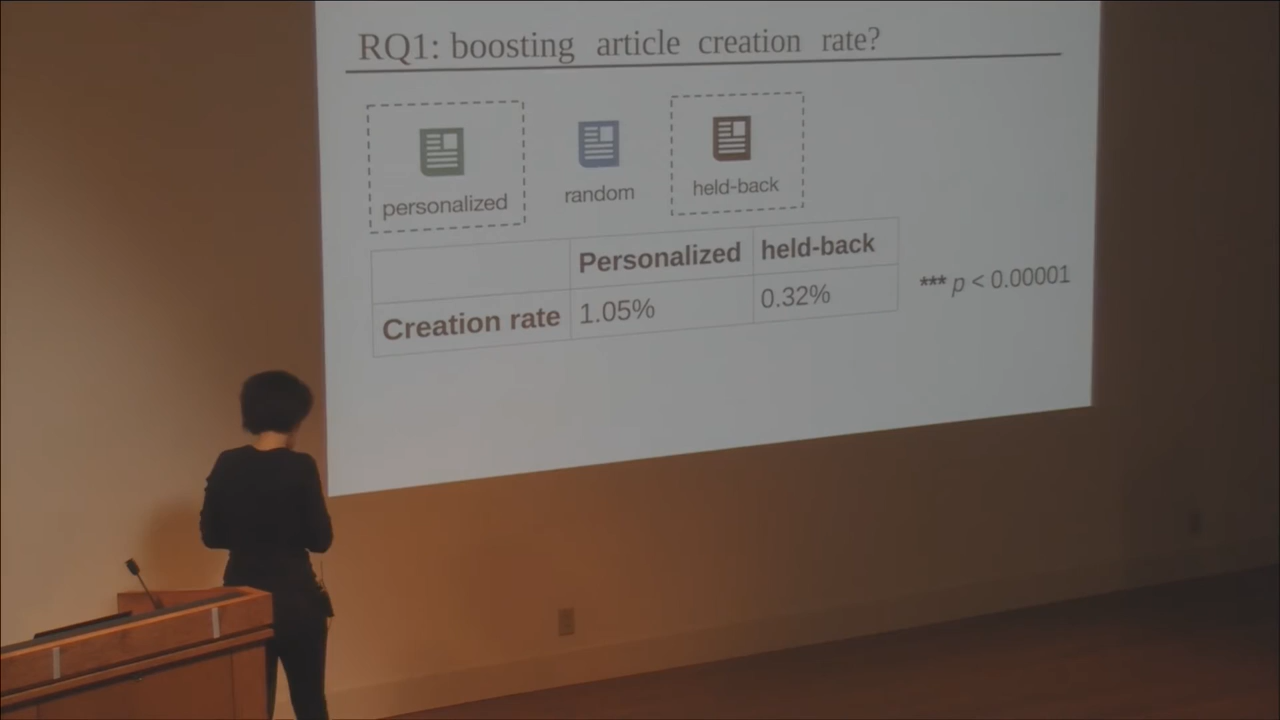 RQ1: boosting article creation rate?
personalized
random
held-back
Personalized held-back
Creation rate 1.05% 0.32%
*** p < 0.00001